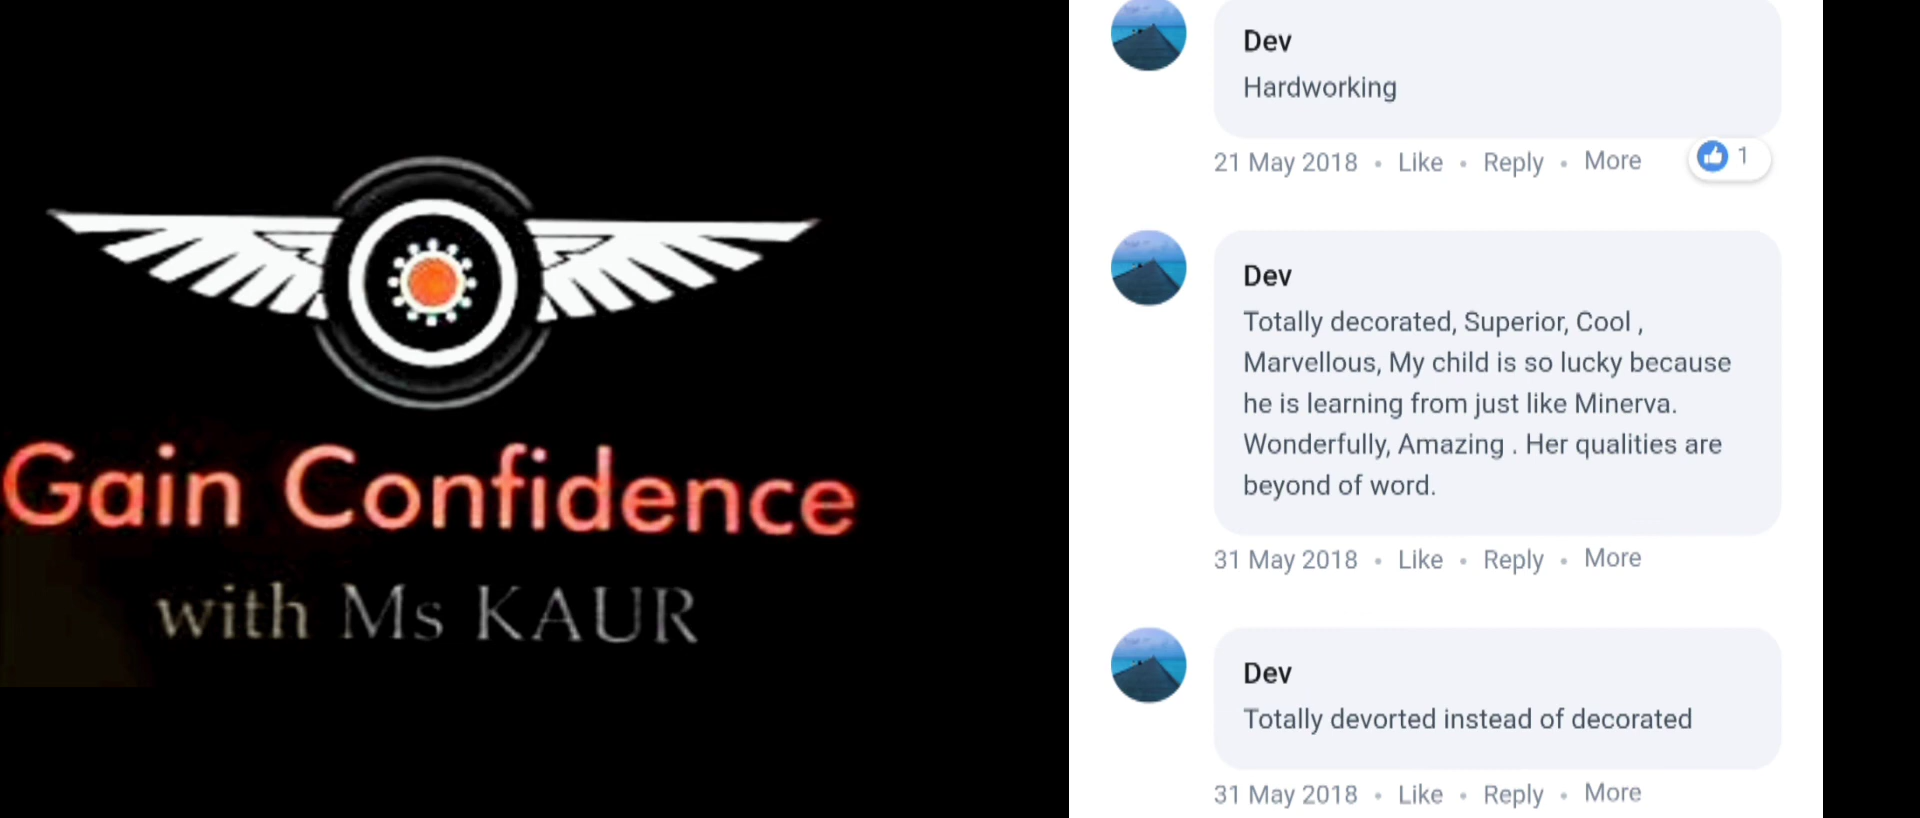 Gain Confidence
with Ms KAUR
Dev
Hardworking
21 May 2018 • Like • Reply • More
1
Dev
Totally decorated, Superior, Cool ,
Marvellous, My child is so lucky because
he is learning from just like Minerva.
Wonderfully, Amazing . Her qualities are
beyond of word.
31 May 2018 • Like • Reply • More
Dev
Totally devorted instead of decorated
31 May 2018 • Like • Reply • More